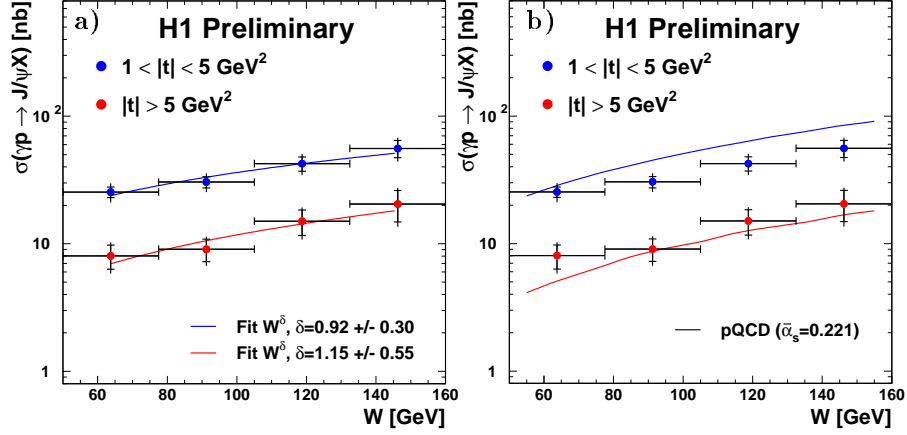 a)
H1 Preliminary
1 < |t| < 5 GeV²
|t| > 5 GeV²
σ(γp → J/ψX) [nb]
10²
10
1
Fit W^δ, δ=0.92 +/- 0.30
Fit W^δ, δ=1.15 +/- 0.55
60 80 100 120 140 160
W [GeV]
b)
H1 Preliminary
1 < |t| < 5 GeV²
|t| > 5 GeV²
σ(γp → J/ψX) [nb]
10²
10
1
pQCD (ᾱₛ=0.221)
60 80 100 120 140 160
W [GeV]